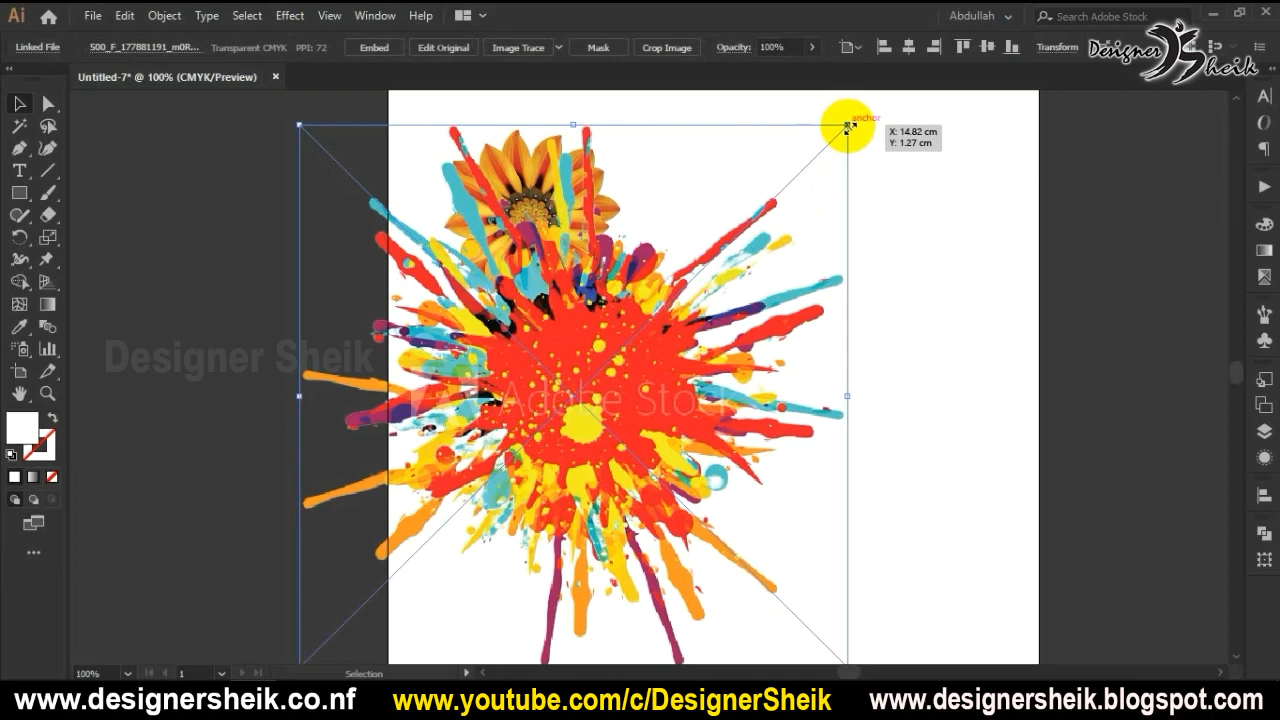 Ai File Edit Object Type Select Effect View Window Help Abdullah Search Adobe Stock
Designer Sheik
Linked File 500_F_177881191_m0R... Transparent CMYK PPI: 72 Embed Edit Original Image Trace Mask Crop Image Opacity: 100% Transform
Untitled-7* @ 100% (CMYK/Preview)
anchor
X: 14.82 cm
Y: 1.27 cm
Designer Sheik
Adobe Stock
100% 1 Selection
www.designersheik.co.nf www.youtube.com/c/DesignerSheik www.designersheik.blogspot.com